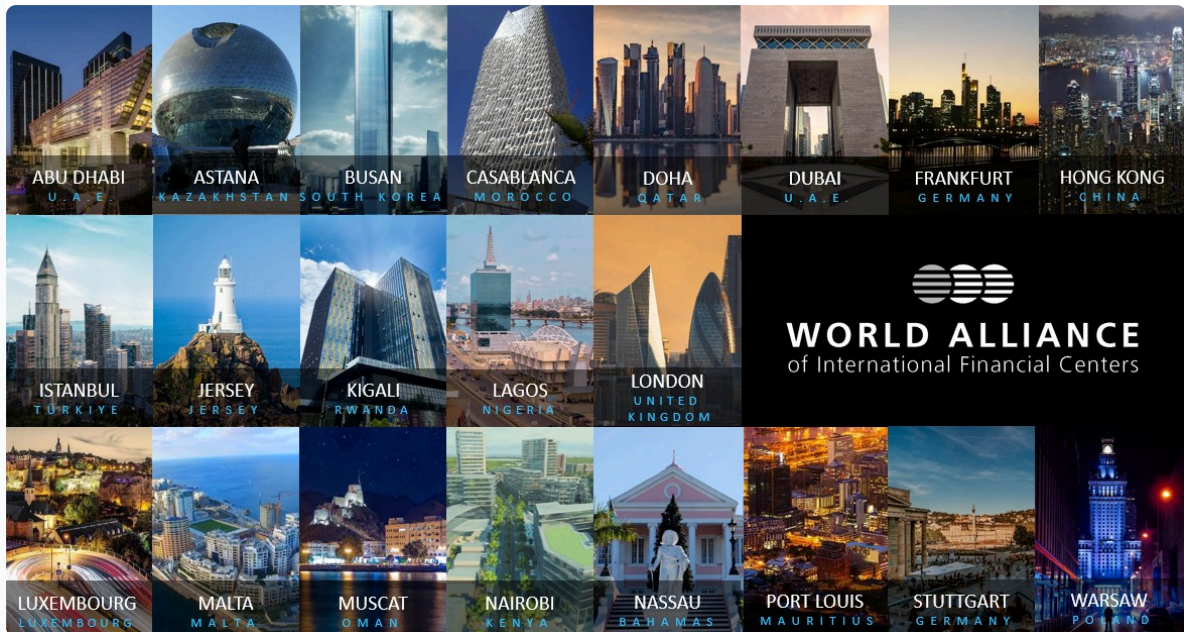 ABU DHABI
U.A.E.
ASTANA
KAZAKHSTAN
BUSAN
SOUTH KOREA
CASABLANCA
MOROCCO
DOHA
QATAR
DUBAI
U.A.E.
FRANKFURT
GERMANY
HONG KONG
CHINA
ISTANBUL
TÜRKIYE
JERSEY
JERSEY
KIGALI
RWANDA
LAGOS
NIGERIA
LONDON
UNITED
KINGDOM
WORLD ALLIANCE
of International Financial Centers
LUXEMBOURG
LUXEMBOURG
MALTA
MALTA
MUSCAT
OMAN
NAIROBI
KENYA
NASSAU
BAHAMAS
PORT LOUIS
MAURITIUS
STUTTGART
GERMANY
WARSAW
POLAND